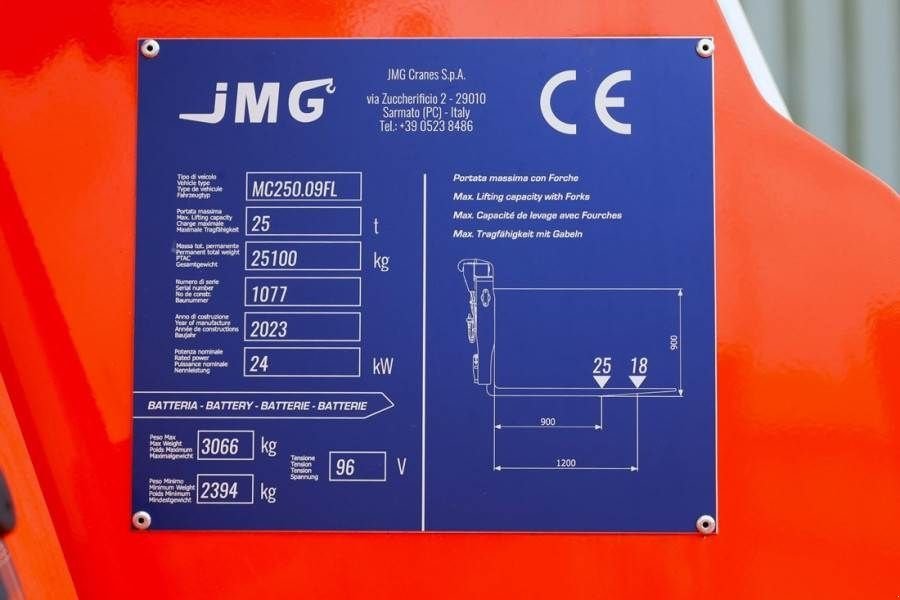 JMG
JMG Cranes S.p.A.
via Zuccherificio 2 - 29010
Sarmato (PC) - Italy
Tel.: +39 0523 8486
CE
Tipo di veicolo
Vehicle type
Type de véhicule
Fahrzeugtyp
MC250.09FL
Portata massima
Max. Lifting capacity
Charge maximale
Maximale Tragfähigkeit
25 t
Massa tot. permanente
Permanent total weight
PTAC
Gesamtgewicht
25100 kg
Numero di serie
Serial number
No de constr.
Baunummer
1077
Anno di costruzione
Year of manufacture
Année de constructions
Baujahr
2023
Potenza nominale
Rated power
Puissance nominale
Nennleistung
24 kW
BATTERIA - BATTERY - BATTERIE - BATTERIE
Peso Max
Max Weight
Poids Maximum
Maximalgewicht
3066 kg
Peso Minimo
Minimum Weight
Poids Minimum
Mindestgewicht
2394 kg
Tensione
Tension
Tension
Spannung
96 V
Portata massima con Forche
Max. Lifting capacity with Forks
Max. Capacité de levage avec Fourches
Max. Tragfähigkeit mit Gabeln
900
25 18
900
1200